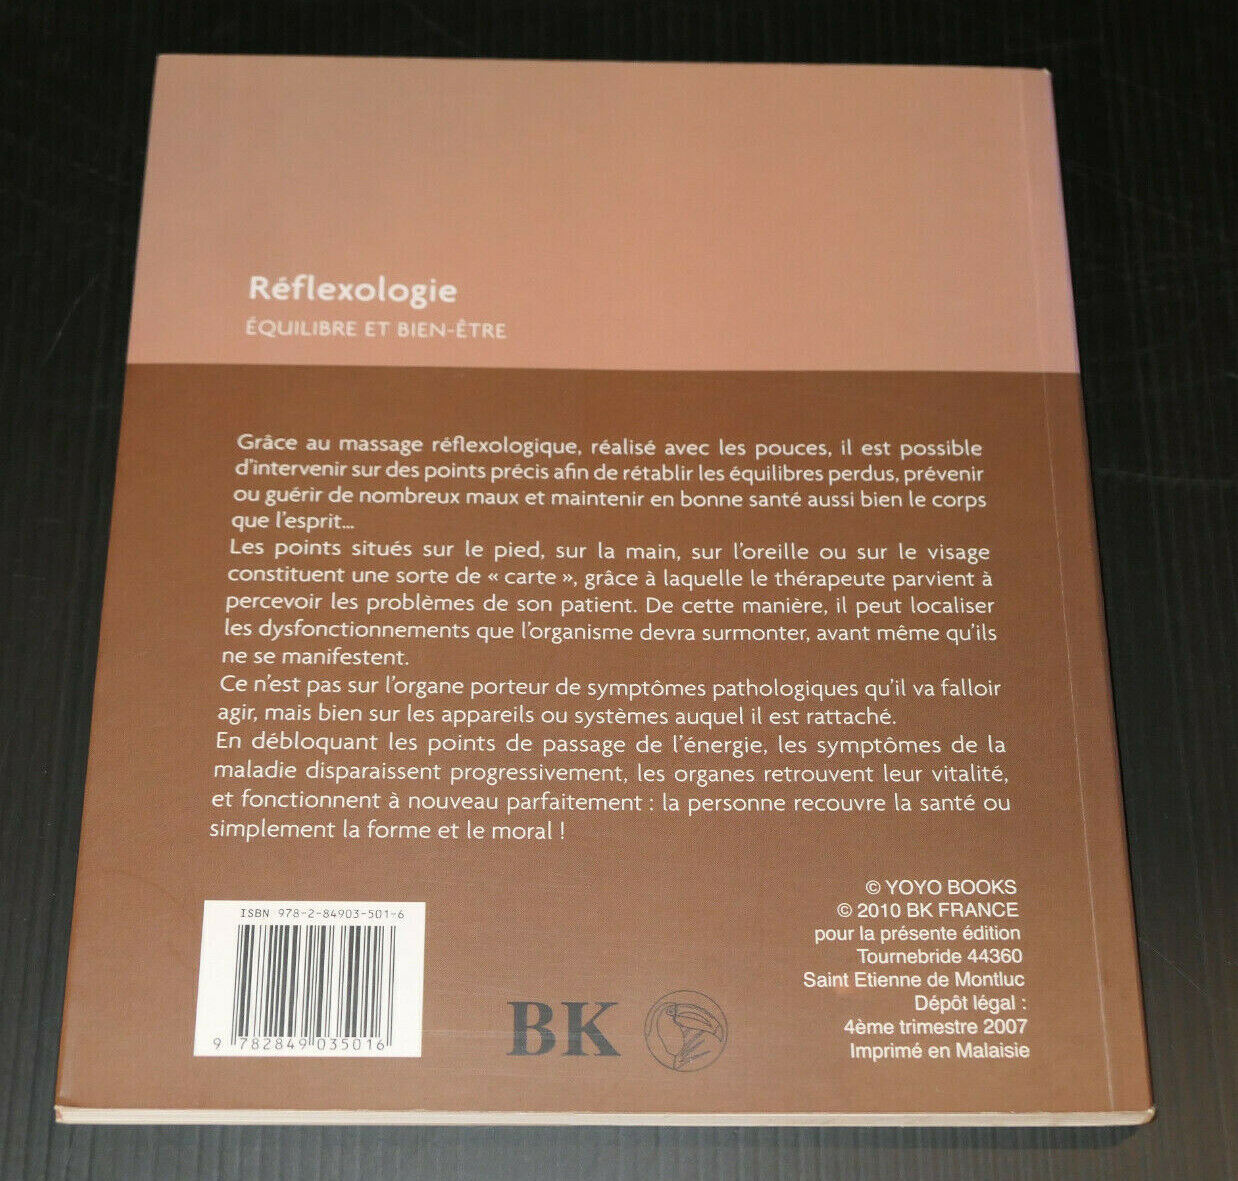 Réflexologie
ÉQUILIBRE ET BIEN-ÊTRE
Grâce au massage réflexologique, réalisé avec les pouces, il est possible
d'intervenir sur des points précis afin de rétablir les équilibres perdus, prévenir
ou guérir de nombreux maux et maintenir en bonne santé aussi bien le corps
que l'esprit...
Les points situés sur le pied, sur la main, sur l'oreille ou sur le visage
constituent une sorte de « carte », grâce à laquelle le thérapeute parvient à
percevoir les problèmes de son patient. De cette manière, il peut localiser
les dysfonctionnements que l'organisme devra surmonter, avant même qu'ils
ne se manifestent.
Ce n'est pas sur l'organe porteur de symptômes pathologiques qu'il va falloir
agir, mais bien sur les appareils ou systèmes auquel il est rattaché.
En débloquant les points de passage de l'énergie, les symptômes de la
maladie disparaissent progressivement, les organes retrouvent leur vitalité,
et fonctionnent à nouveau parfaitement : la personne recouvre la santé ou
simplement la forme et le moral !
ISBN 978-2-84903-501-6
9 782849 035016
BK
© YOYO BOOKS
© 2010 BK FRANCE
pour la présente édition
Tournebride 44360
Saint Etienne de Montluc
Dépôt légal :
4ème trimestre 2007
Imprimé en Malaisie